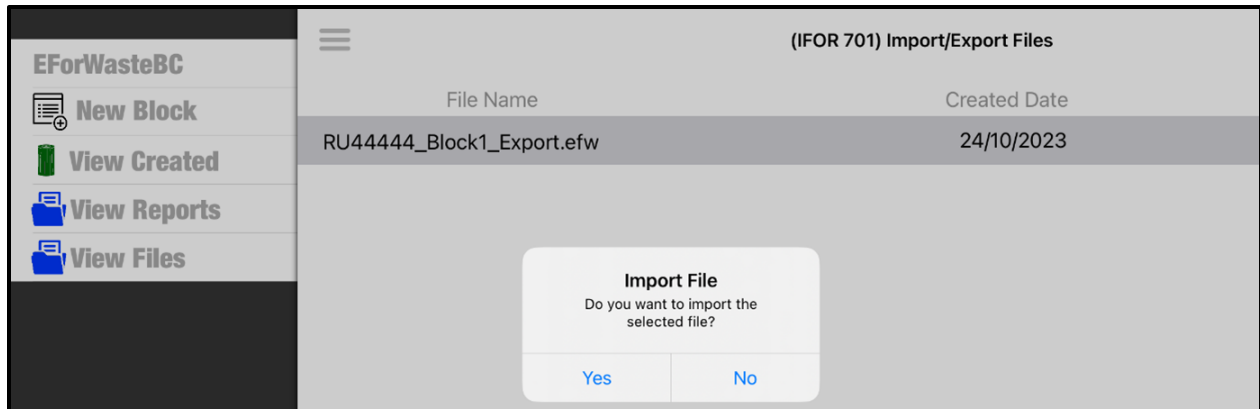 EForWasteBC
New Block
View Created
View Reports
View Files
(IFOR 701) Import/Export Files
File Name Created Date
RU44444_Block1_Export.efw 24/10/2023
Import File
Do you want to import the
selected file?
Yes No